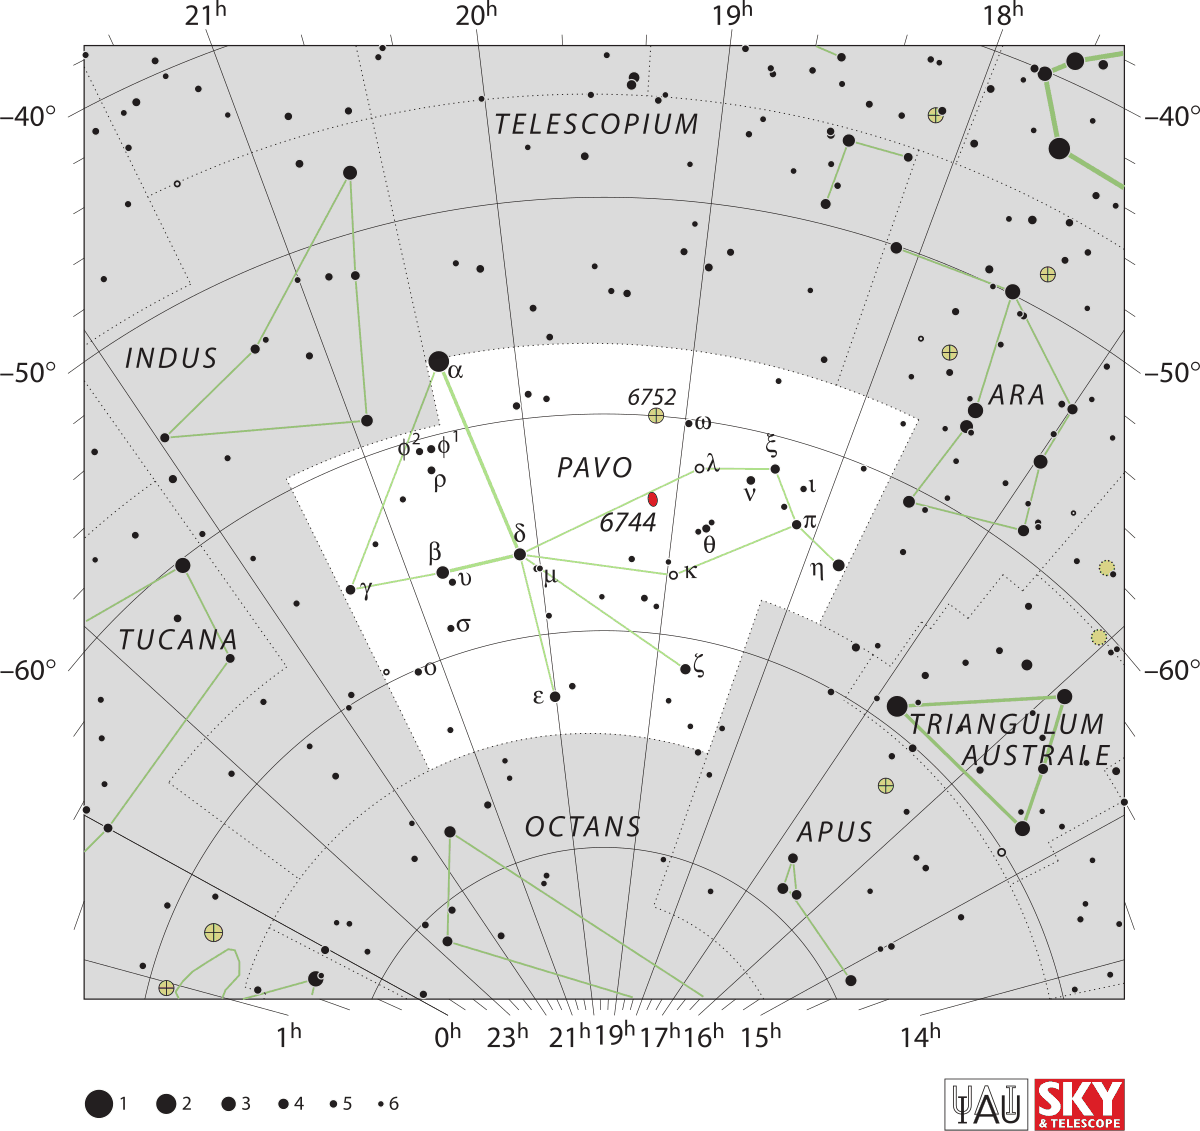 21h 20h 19h 18h
–40° –40°
TELESCOPIUM
INDUS
–50° –50°
α
6752
ARA
ω
ϕ2 ϕ1
ξ
λ
PAVO
ρ
ν ι
6744
π
δ
θ
β
η
κ
μ
υ
γ
σ
TUCANA
ο
ζ
–60° –60°
ε
TRIANGULUM
AUSTRALE
OCTANS
APUS
1h 0h 23h 21h 19h 17h 16h 15h 14h
1 2 3 4 5 6
IAU
SKY
& TELESCOPE